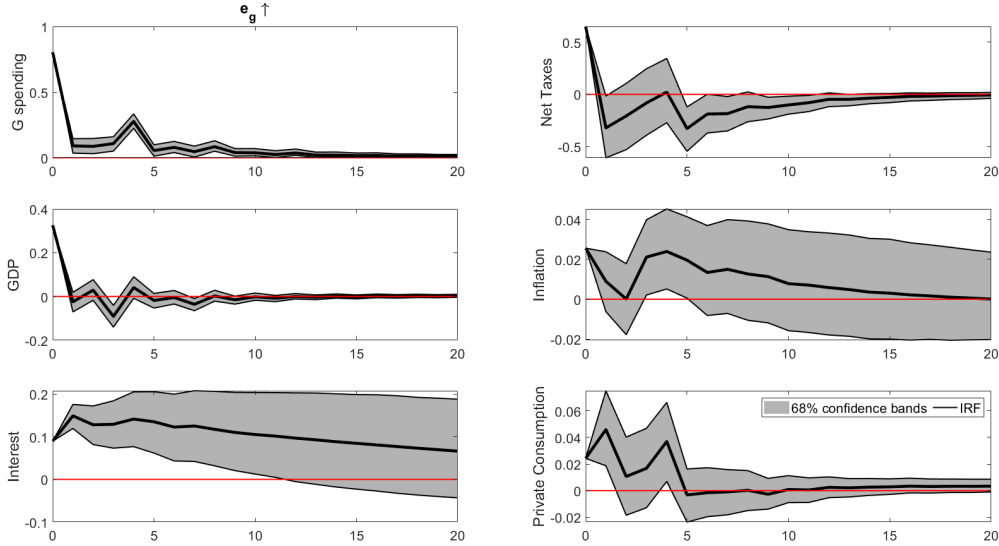 e_g ↑
G spending
1
0.5
0
0 5 10 15 20
Net Taxes
0.5
0
-0.5
0 5 10 15 20
GDP
0.4
0.2
0
-0.2
0 5 10 15 20
Inflation
0.04
0.02
0
-0.02
0 5 10 15 20
Interest
0.2
0.1
0
-0.1
0 5 10 15 20
Private Consumption
0.06
0.04
0.02
0
-0.02
0 5 10 15 20
68% confidence bands IRF